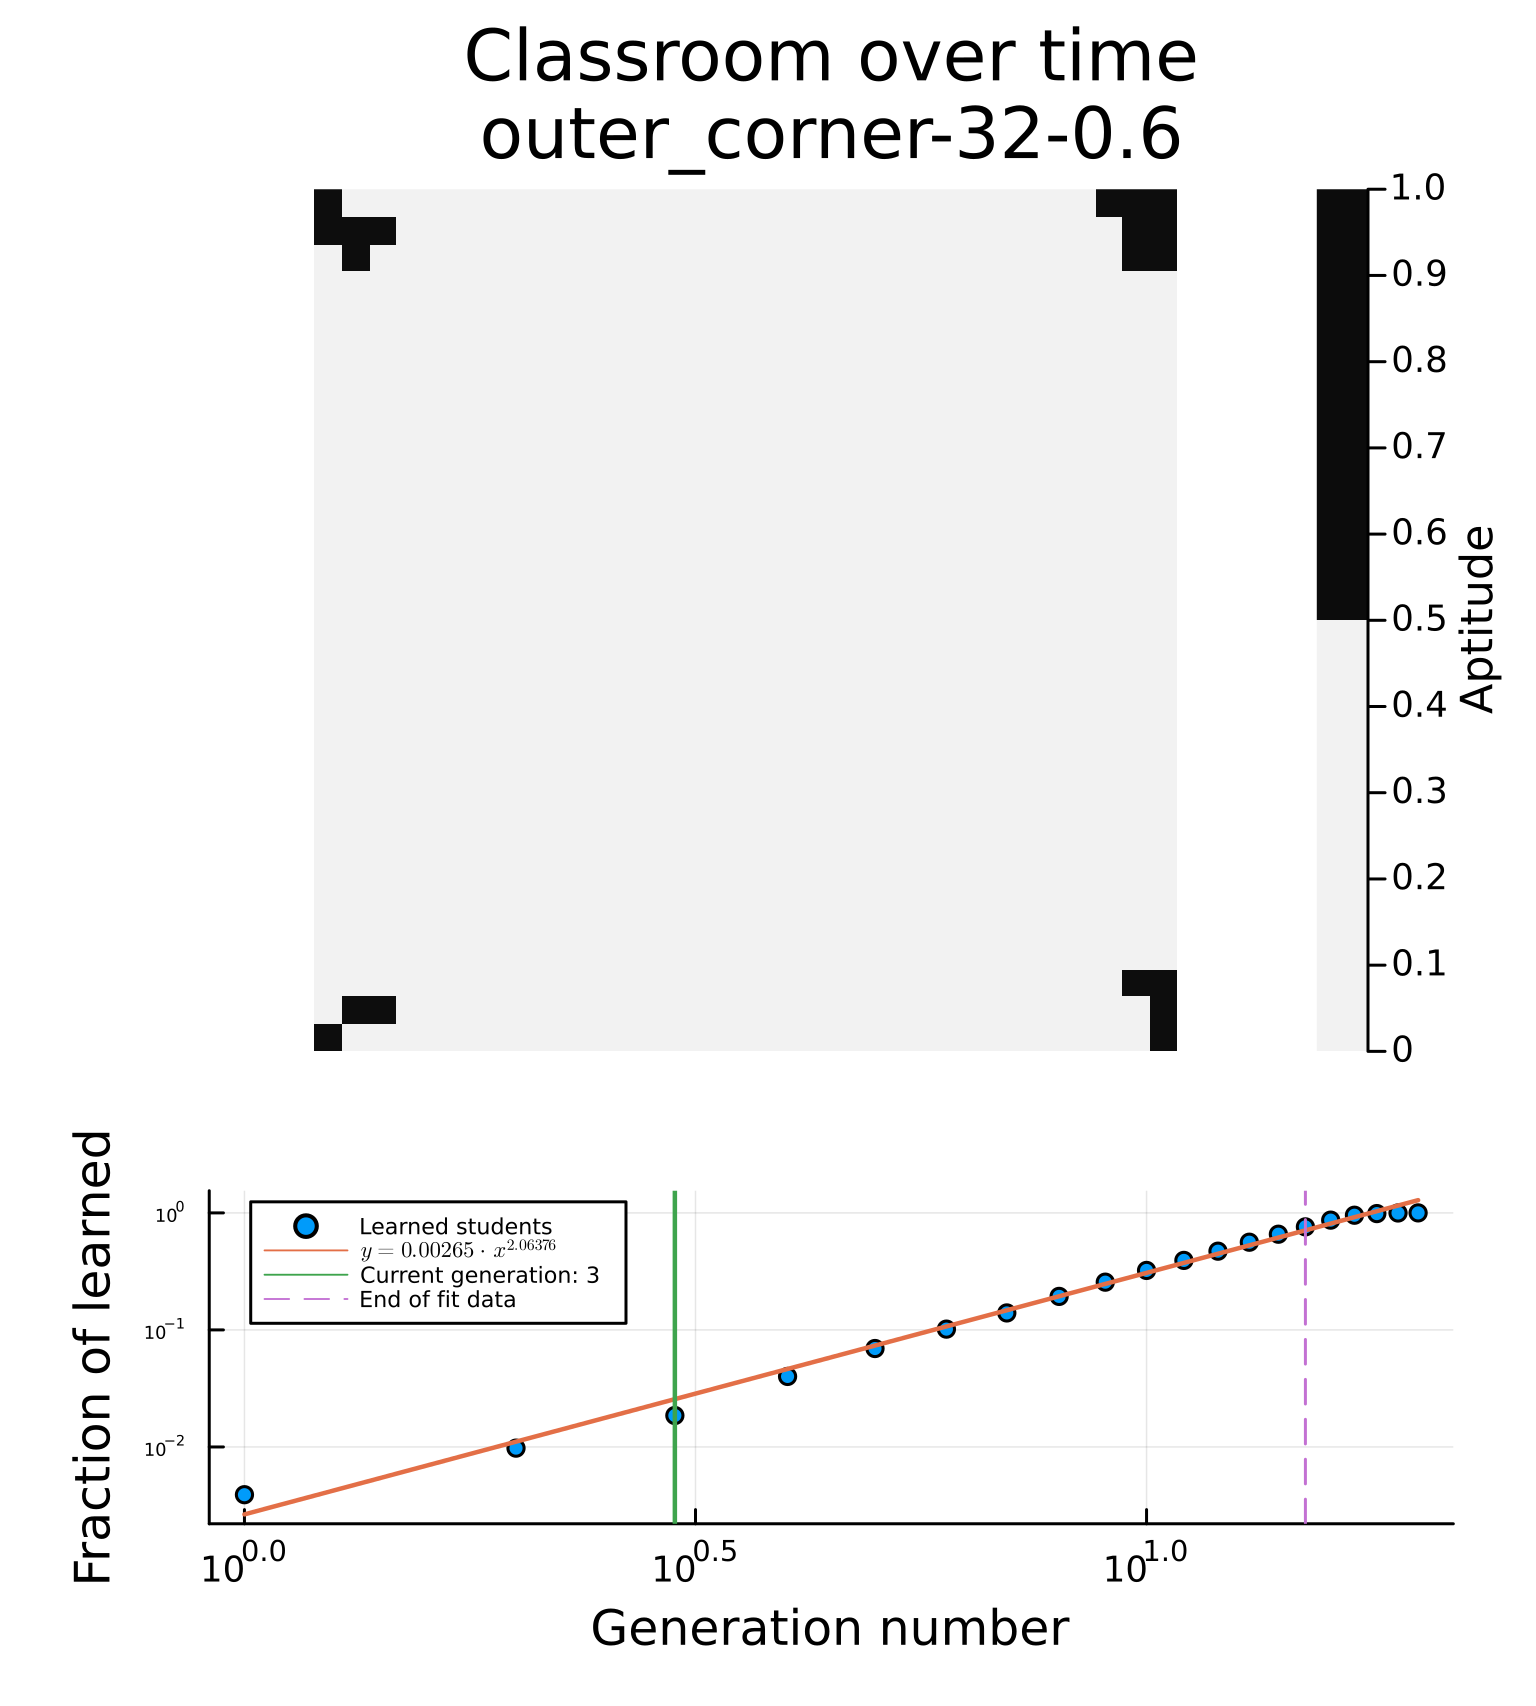 Classroom over time
outer_corner-32-0.6
1.0
0.9
0.8
0.7
0.6
0.5
0.4
0.3
0.2
0.1
0
Aptitude
Fraction of learned
10^0
10^-1
10^-2
Learned students
y = 0.00265 · x^2.06376
Current generation: 3
End of fit data
10^0.0
10^0.5
10^1.0
Generation number